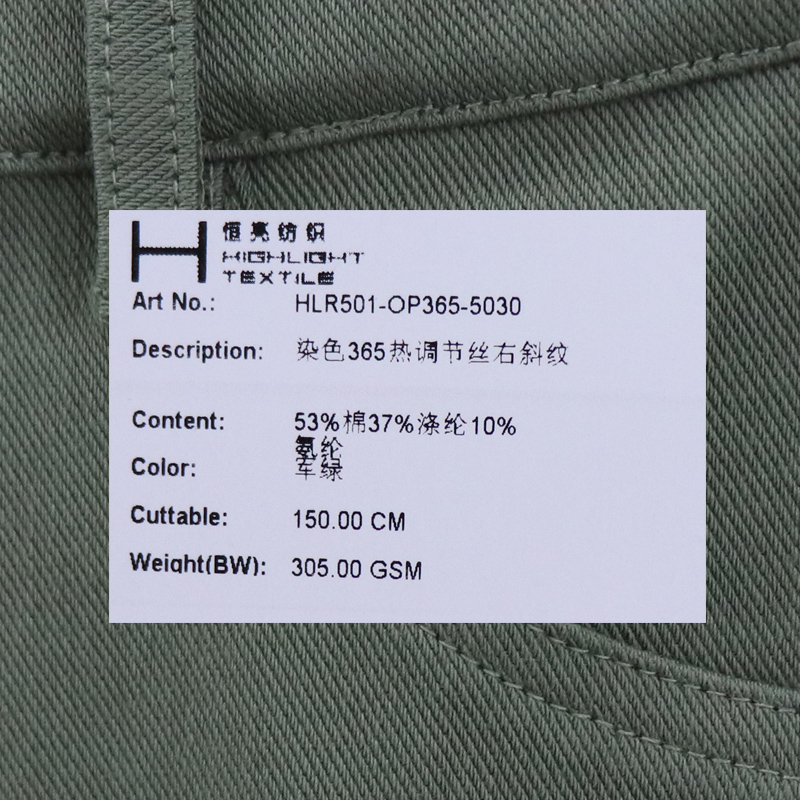 H 恒亮纺织
HIGHLIGHT
TEXTILE
Art No.: HLR501-OP365-5030
Description: 染色365热调节丝右斜纹
Content: 53%棉37%涤纶10%
氨纶
Color: 军绿
Cuttable: 150.00 CM
Weight(BW): 305.00 GSM